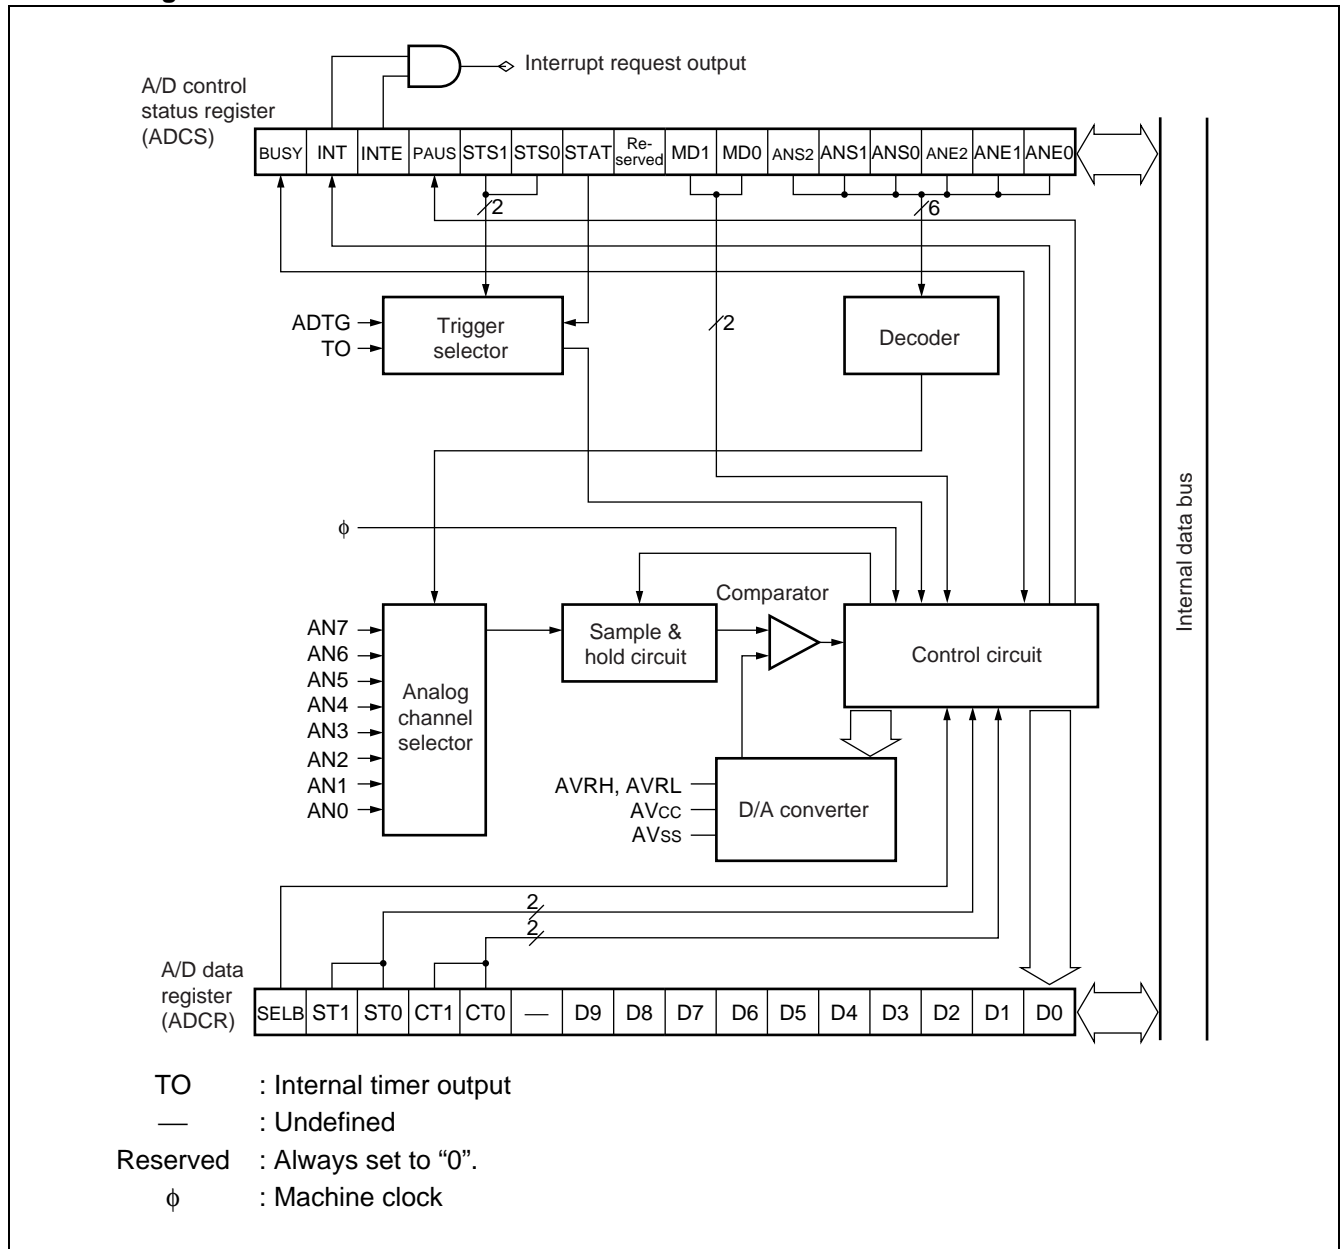 Interrupt request output
A/D control
status register
(ADCS)
BUSY INT INTE PAUS STS1 STS0 STAT Re-
served MD1 MD0 ANS2 ANS1 ANS0 ANE2 ANE1 ANE0
2
6
ADTG
TO
Trigger
selector
2
Decoder
Internal data bus
ϕ
Comparator
AN7
AN6
AN5
AN4
AN3
AN2
AN1
AN0
Analog
channel
selector
Sample &
hold circuit
Control circuit
AVRH, AVRL
AVcc
AVss
D/A converter
2
2
A/D data
register
(ADCR)
SELB ST1 ST0 CT1 CT0 — D9 D8 D7 D6 D5 D4 D3 D2 D1 D0
TO : Internal timer output
— : Undefined
Reserved : Always set to “0”.
ϕ : Machine clock